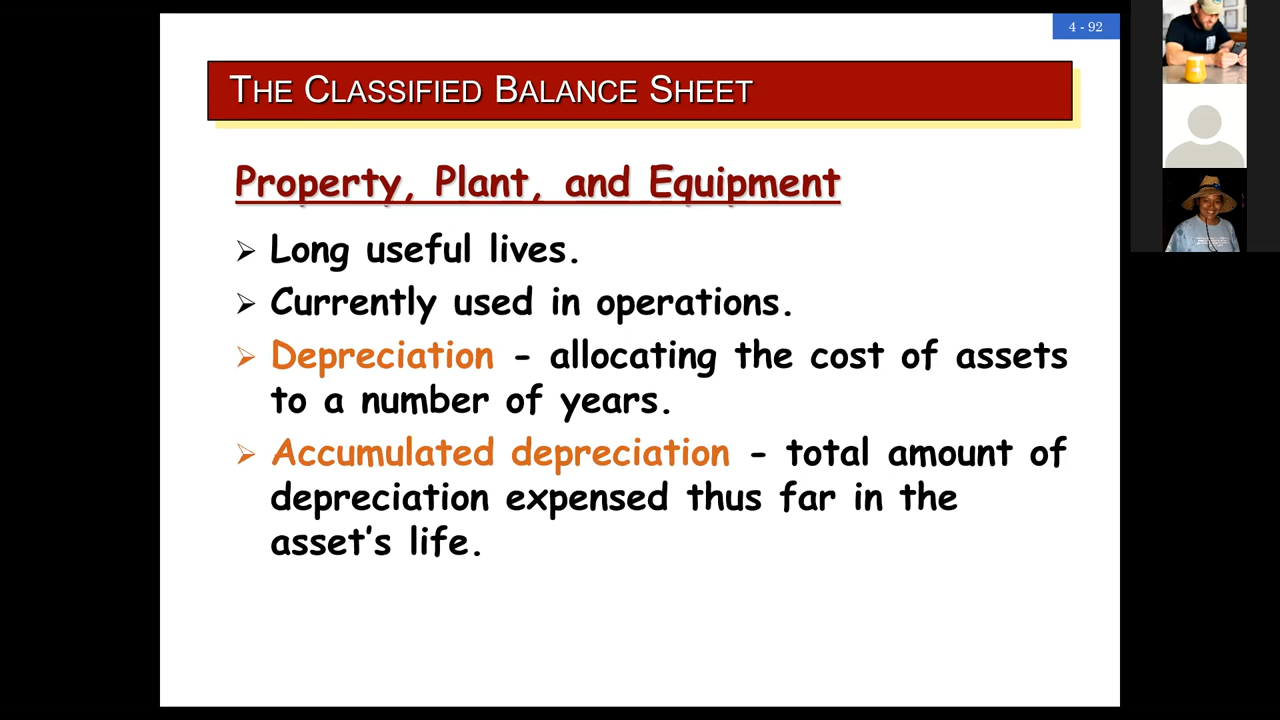 4 - 92
THE CLASSIFIED BALANCE SHEET
Property, Plant, and Equipment
Long useful lives.
Currently used in operations.
Depreciation - allocating the cost of assets
to a number of years.
Accumulated depreciation - total amount of
depreciation expensed thus far in the
asset's life.